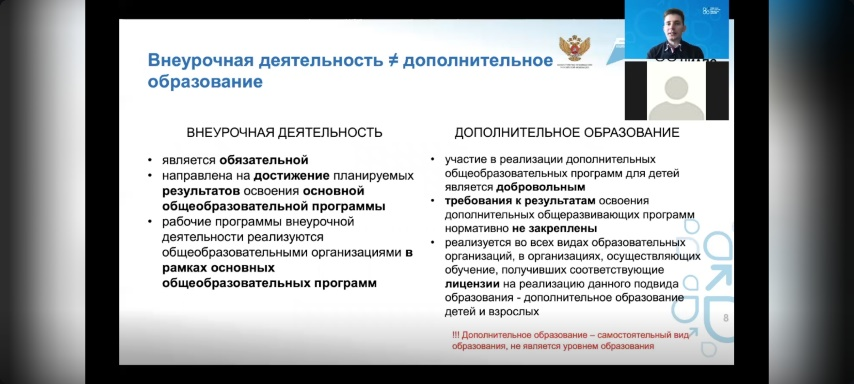 Внеурочная деятельность ≠ дополнительное
образование
ВНЕУРОЧНАЯ ДЕЯТЕЛЬНОСТЬ
• является обязательной
• направлена на достижение планируемых
результатов освоения основной
общеобразовательной программы
• рабочие программы внеурочной
деятельности реализуются
общеобразовательными организациями в
рамках основных
общеобразовательных программ
ДОПОЛНИТЕЛЬНОЕ ОБРАЗОВАНИЕ
• участие в реализации дополнительных
общеобразовательных программ для детей
является добровольным
• требования к результатам освоения
дополнительных общеразвивающих программ
нормативно не закреплены
• реализуется во всех видах образовательных
организаций, в организациях, осуществляющих
обучение, получивших соответствующие
лицензии на реализацию данного подвида
образования - дополнительное образование
детей и взрослых
!!! Дополнительное образование – самостоятельный вид
образования, не является уровнем образования
8